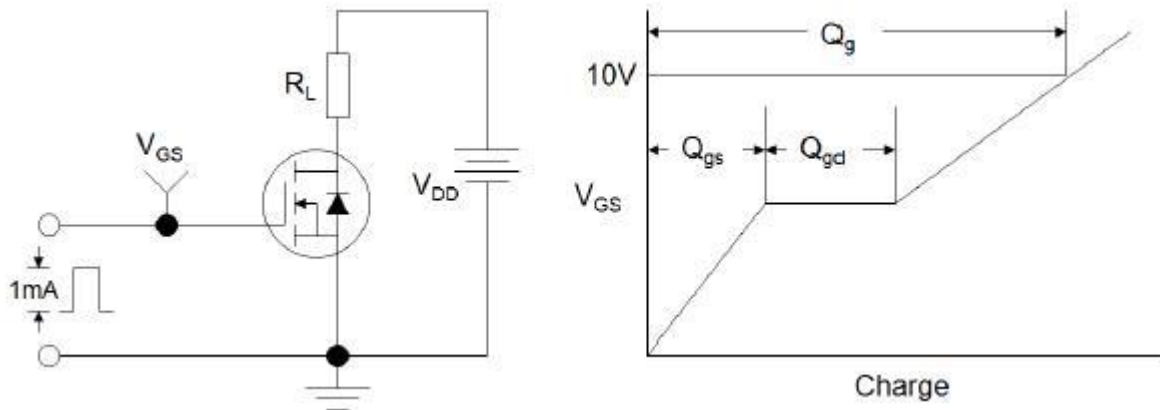 R_L
V_GS
V_DD
1mA
Q_g
10V
Q_gs
Q_gd
V_GS
Charge